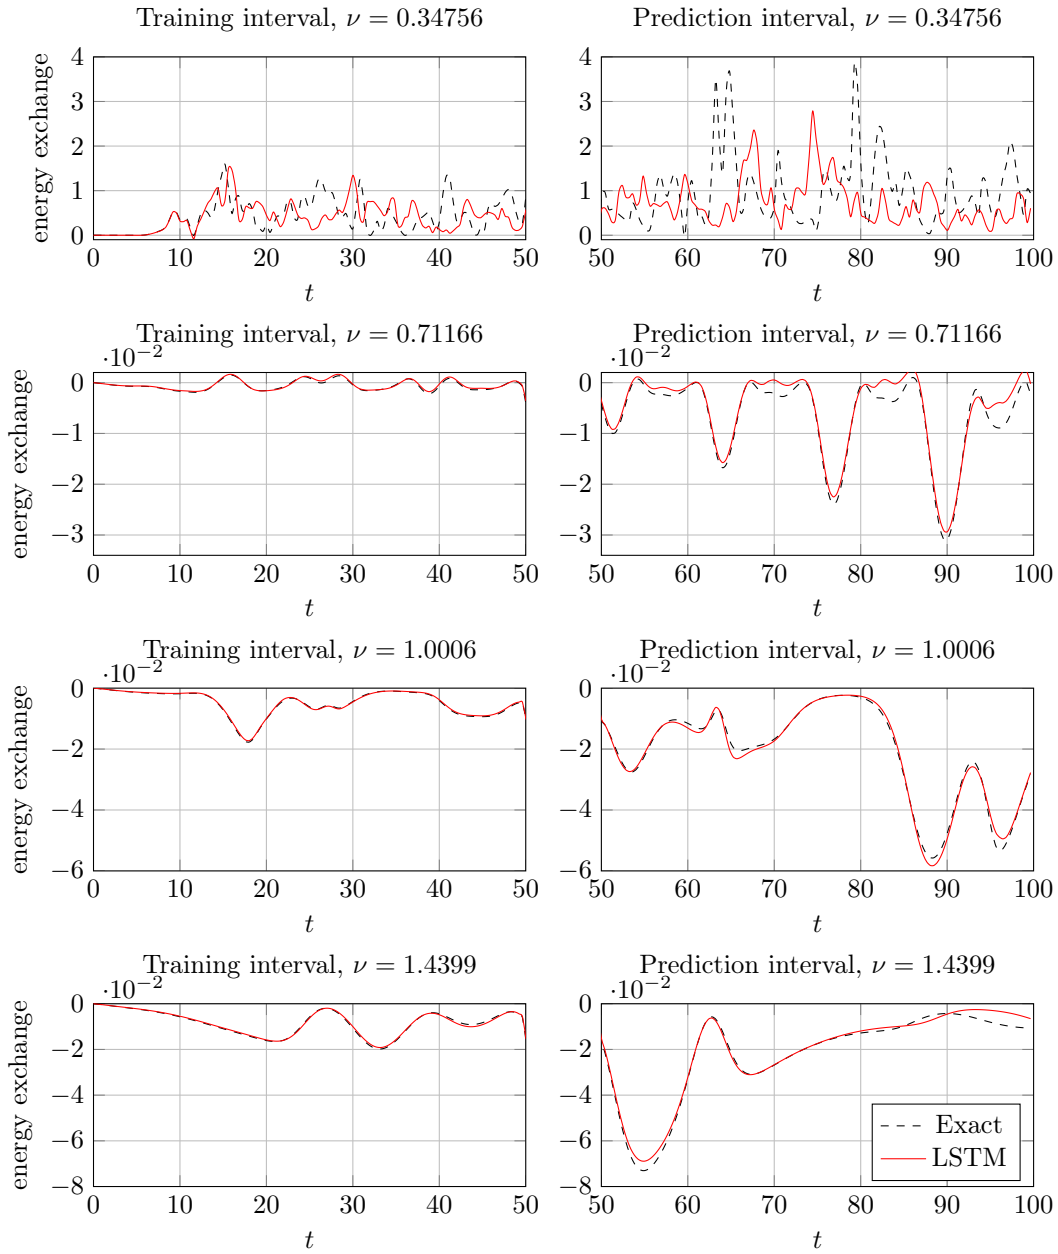 Training interval, ν = 0.34756
Prediction interval, ν = 0.34756
energy exchange
4
3
2
1
0
0 10 20 30 40 50
t
4
3
2
1
0
50 60 70 80 90 100
t
Training interval, ν = 0.71166
Prediction interval, ν = 0.71166
energy exchange
·10−2
0
−1
−2
−3
0 10 20 30 40 50
t
·10−2
0
−1
−2
−3
50 60 70 80 90 100
t
Training interval, ν = 1.0006
Prediction interval, ν = 1.0006
energy exchange
·10−2
0
−2
−4
−6
0 10 20 30 40 50
t
·10−2
0
−2
−4
−6
50 60 70 80 90 100
t
Training interval, ν = 1.4399
Prediction interval, ν = 1.4399
energy exchange
·10−2
0
−2
−4
−6
−8
0 10 20 30 40 50
t
·10−2
0
−2
−4
−6
−8
50 60 70 80 90 100
t
Exact
LSTM